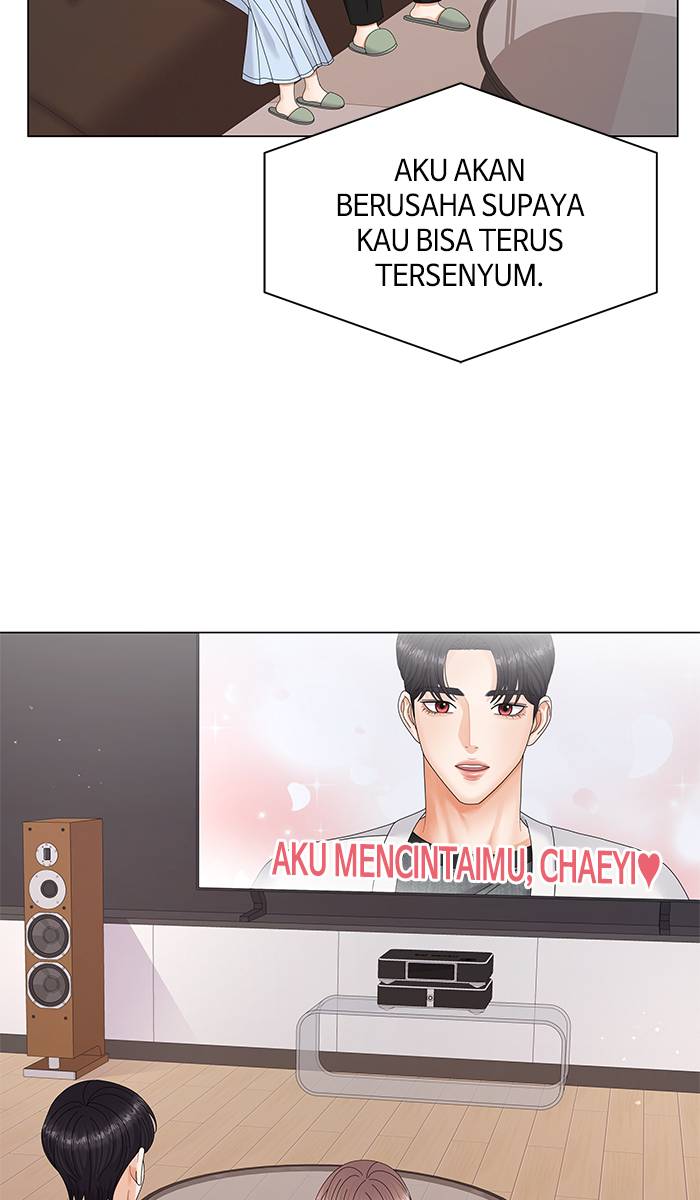 AKU AKAN
BERUSAHA SUPAYA
KAU BISA TERUS
TERSENYUM.
AKU MENCINTAIMU, CHAEYI♥